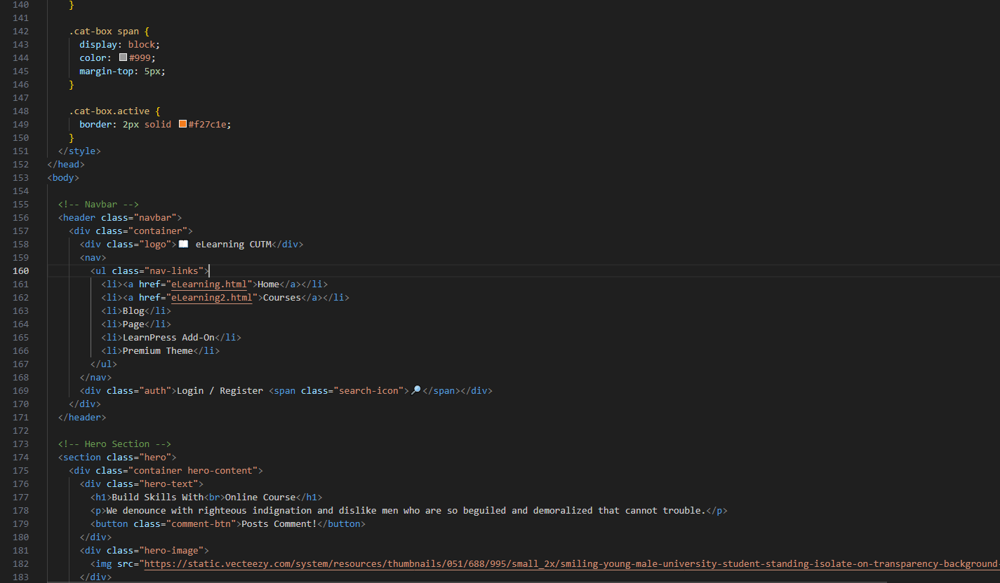 140 }
141
142 .cat-box span {
143 display: block;
144 color: #999;
145 margin-top: 5px;
146 }
147
148 .cat-box.active {
149 border: 2px solid #f27c1e;
150 }
151 </style>
152 </head>
153 <body>
154
155 <!-- Navbar -->
156 <header class="navbar">
157 <div class="container">
158 <div class="logo">📖 eLearning CUTM</div>
159 <nav>
160 <ul class="nav-links">
161 <li><a href="eLearning.html">Home</a></li>
162 <li><a href="eLearning2.html">Courses</a></li>
163 <li>Blog</li>
164 <li>Page</li>
165 <li>LearnPress Add-On</li>
166 <li>Premium Theme</li>
167 </ul>
168 </nav>
169 <div class="auth">Login / Register <span class="search-icon">🔎</span></div>
170 </div>
171 </header>
172
173 <!-- Hero Section -->
174 <section class="hero">
175 <div class="container hero-content">
176 <div class="hero-text">
177 <h1>Build Skills With<br>Online Course</h1>
178 <p>We denounce with righteous indignation and dislike men who are so beguiled and demoralized that cannot trouble.</p>
179 <button class="comment-btn">Posts Comment!</button>
180 </div>
181 <div class="hero-image">
182 <img src="https://static.vecteezy.com/system/resources/thumbnails/051/688/995/small_2x/smiling-young-male-university-student-standing-isolate-on-transparency-background-
183 </div>